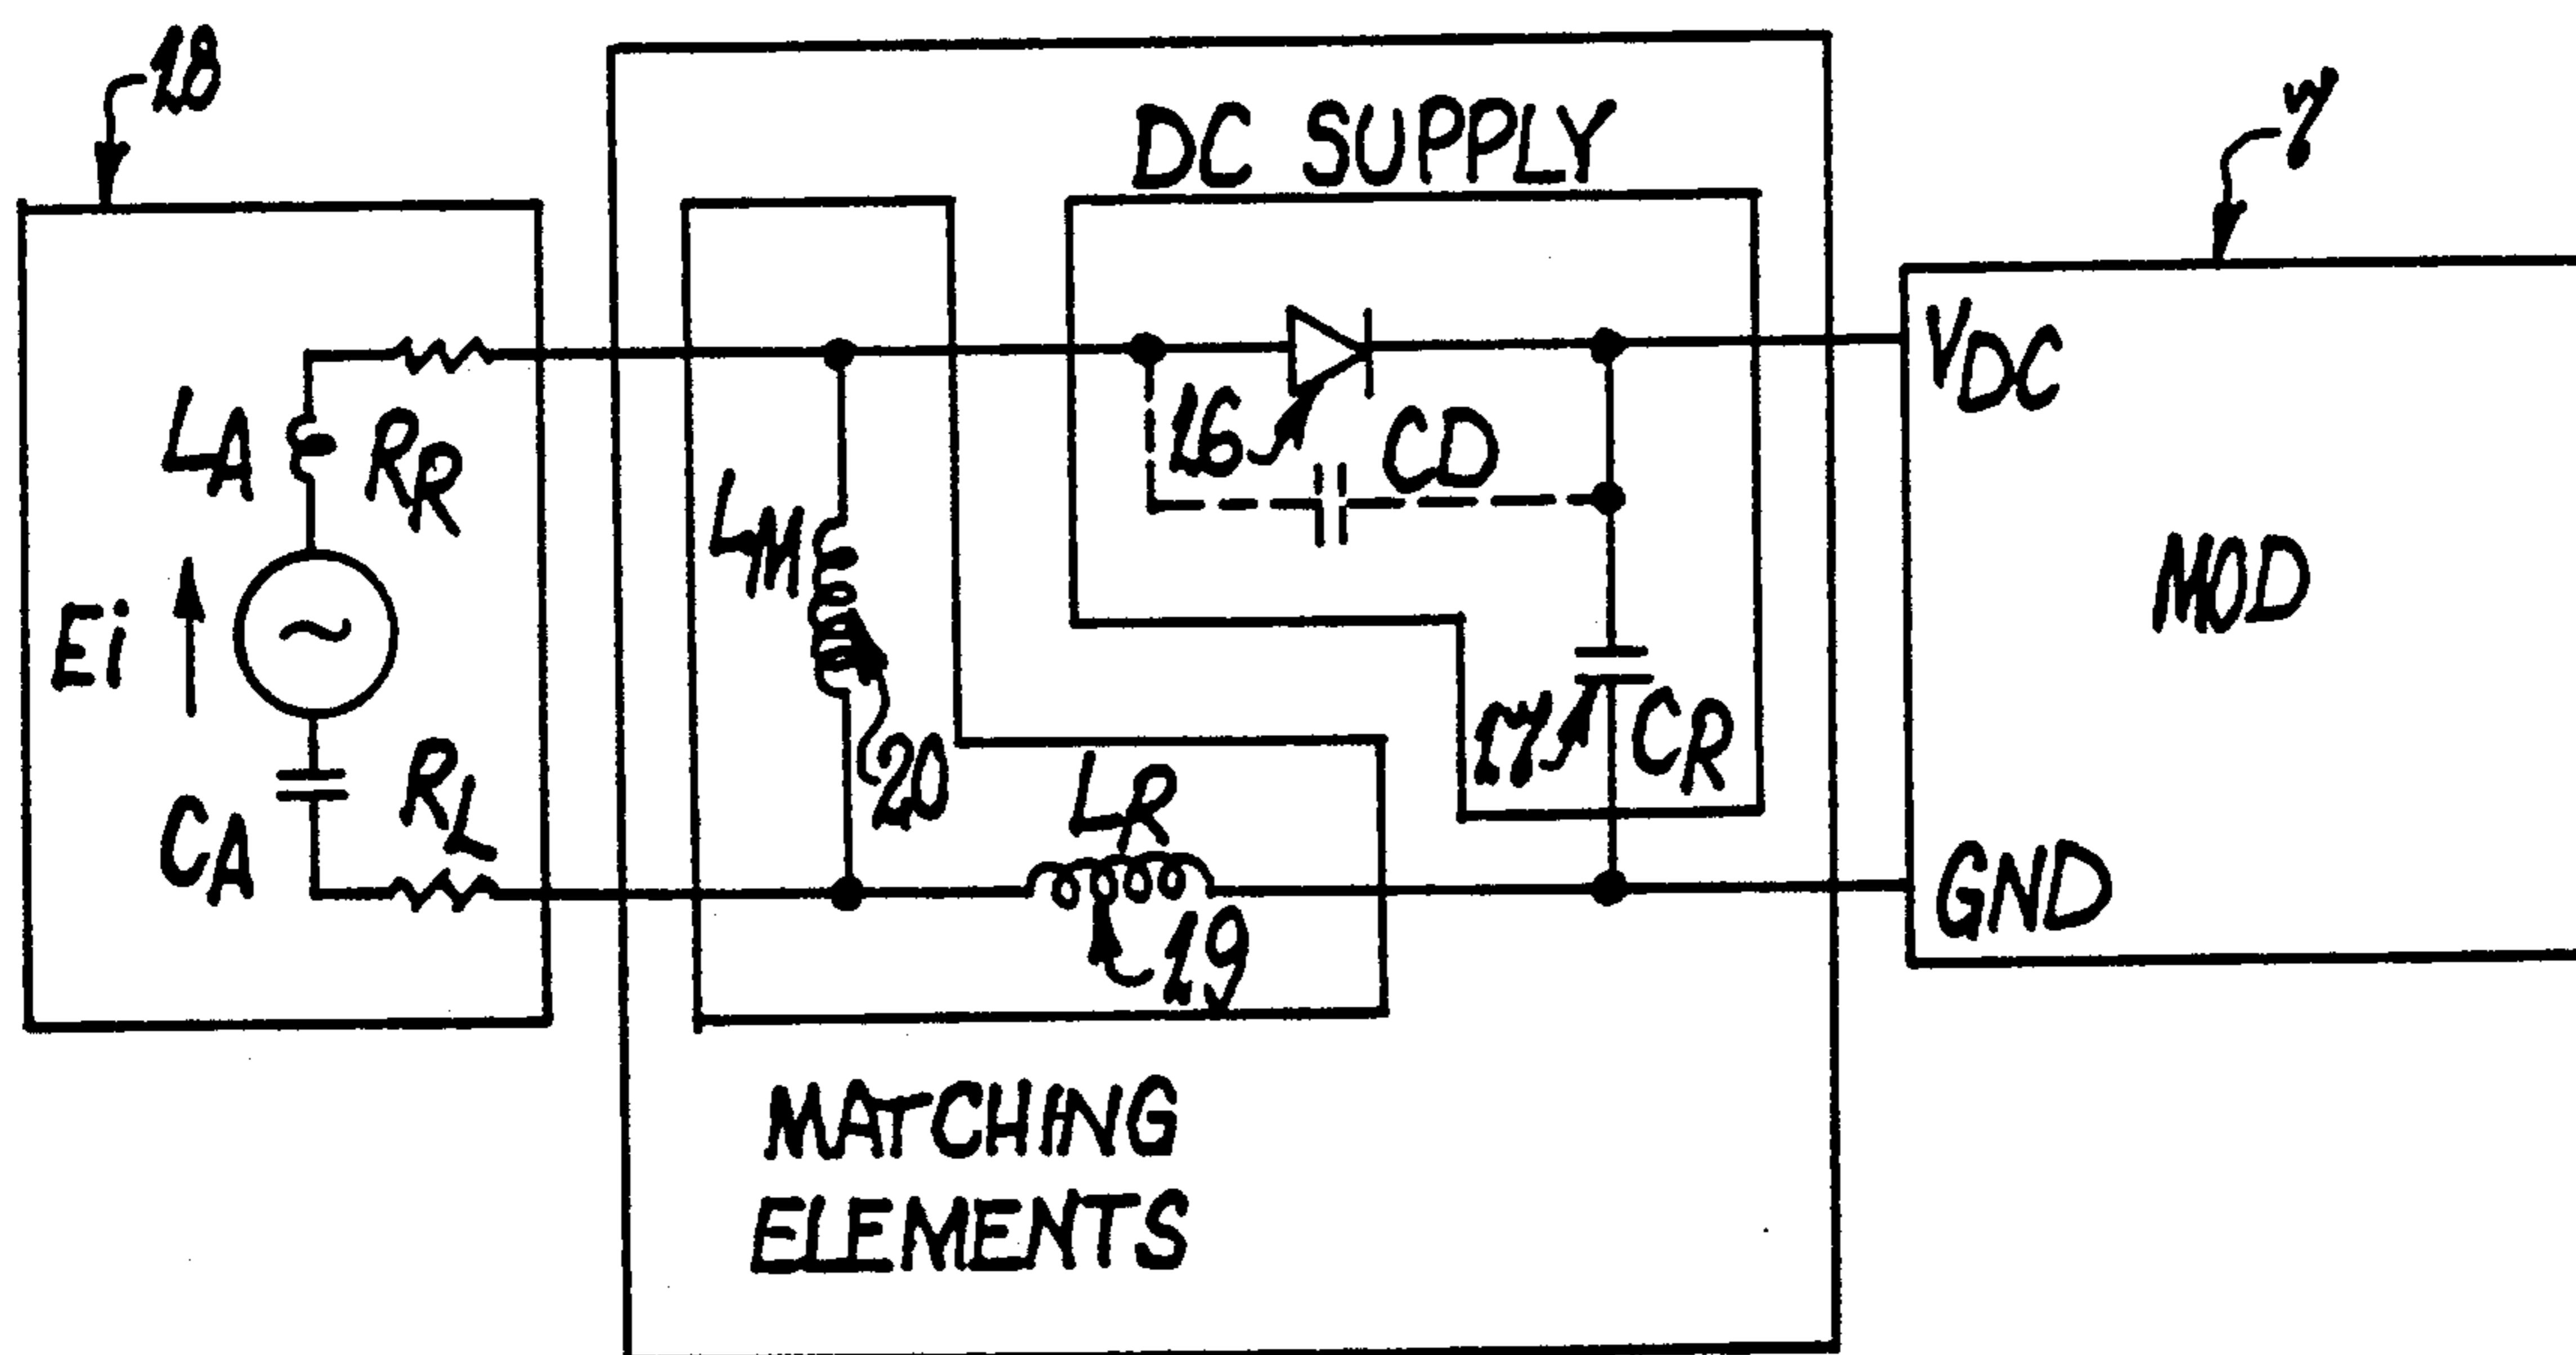 18
DC SUPPLY
7
VDC
LA
RR
16
CD
LM
MOD
Ei
17
CR
RL
20
LR
CA
GND
19
MATCHING
ELEMENTS